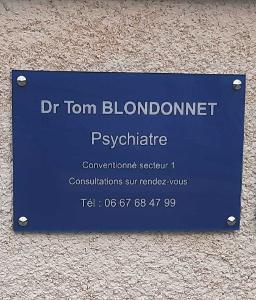 Dr Tom BLONDONNET
Psychiatre
Conventionné secteur 1
Consultations sur rendez-vous
Tél : 06 67 68 47 99